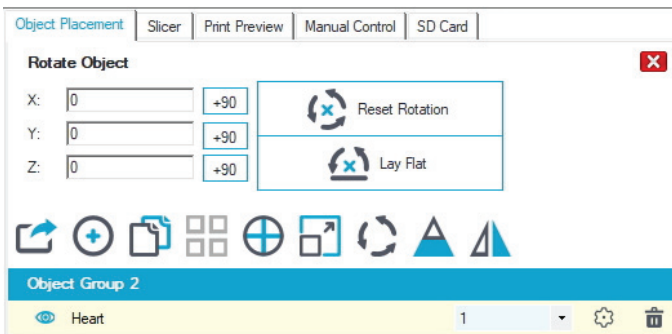 Object Placement Slicer Print Preview Manual Control SD Card
Rotate Object
X: 0 +90 Reset Rotation
Y: 0 +90
Z: 0 +90 Lay Flat
Object Group 2
Heart 1